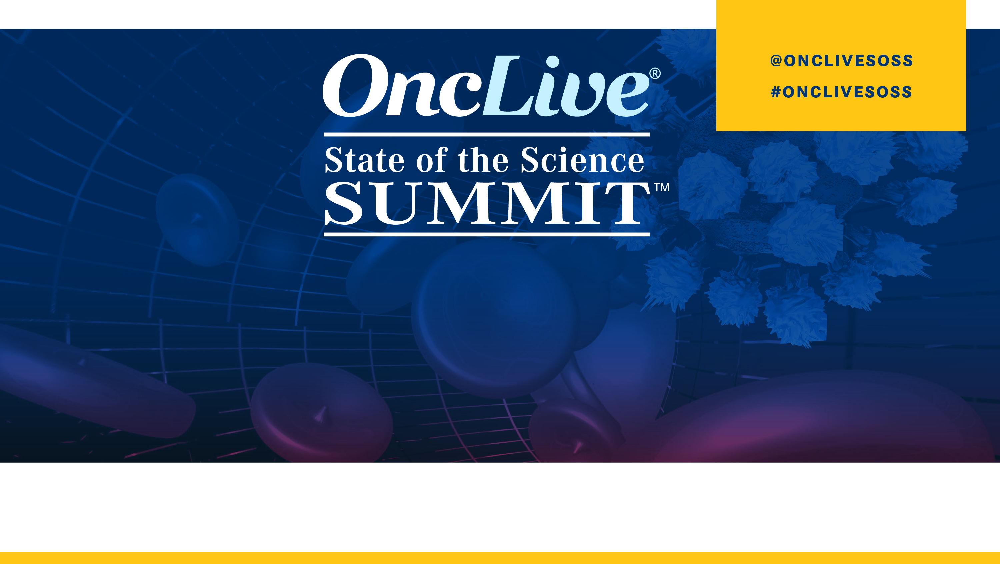 OncLive®
State of the Science
SUMMIT™
@ONCLIVESOSS
#ONCLIVESOSS